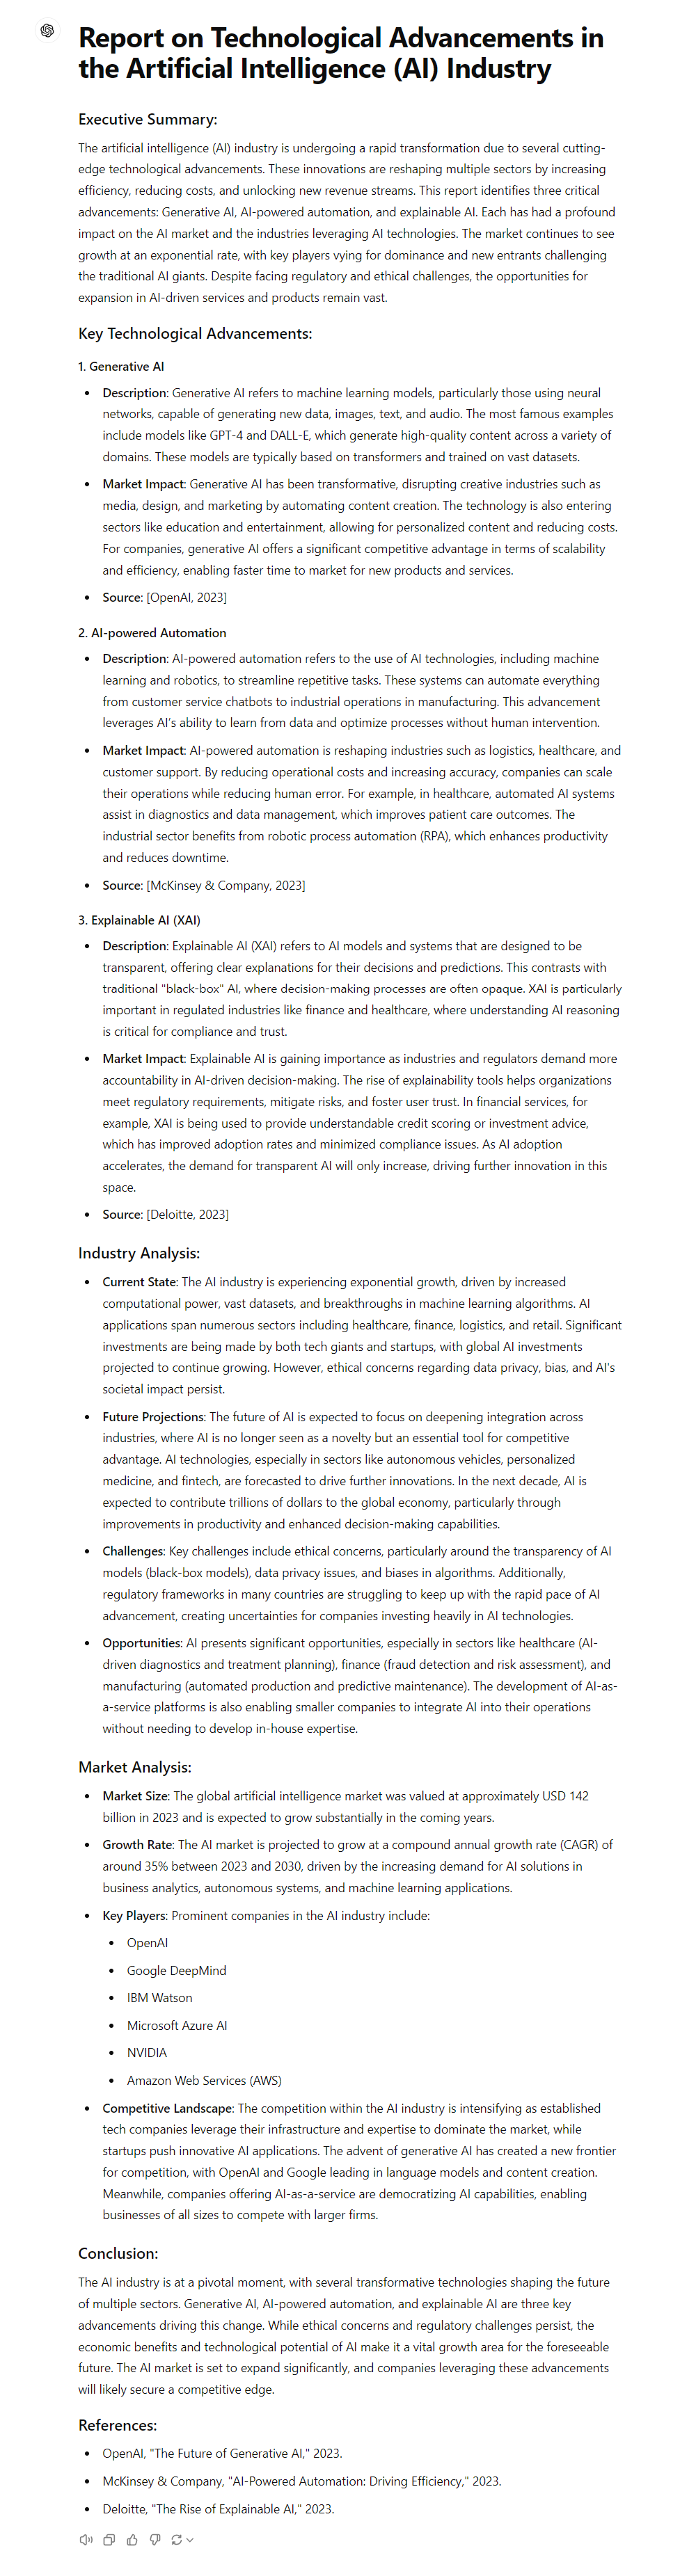 Report on Technological Advancements in
the Artificial Intelligence (AI) Industry
Executive Summary:
The artificial intelligence (AI) industry is undergoing a rapid transformation due to several cutting-
edge technological advancements. These innovations are reshaping multiple sectors by increasing
efficiency, reducing costs, and unlocking new revenue streams. This report identifies three critical
advancements: Generative AI, AI-powered automation, and explainable AI. Each has had a profound
impact on the AI market and the industries leveraging AI technologies. The market continues to see
growth at an exponential rate, with key players vying for dominance and new entrants challenging
the traditional AI giants. Despite facing regulatory and ethical challenges, the opportunities for
expansion in AI-driven services and products remain vast.
Key Technological Advancements:
1. Generative AI
• Description: Generative AI refers to machine learning models, particularly those using neural
networks, capable of generating new data, images, text, and audio. The most famous examples
include models like GPT-4 and DALL-E, which generate high-quality content across a variety of
domains. These models are typically based on transformers and trained on vast datasets.
• Market Impact: Generative AI has been transformative, disrupting creative industries such as
media, design, and marketing by automating content creation. The technology is also entering
sectors like education and entertainment, allowing for personalized content and reducing costs.
For companies, generative AI offers a significant competitive advantage in terms of scalability
and efficiency, enabling faster time to market for new products and services.
• Source: [OpenAI, 2023]
2. AI-powered Automation
• Description: AI-powered automation refers to the use of AI technologies, including machine
learning and robotics, to streamline repetitive tasks. These systems can automate everything
from customer service chatbots to industrial operations in manufacturing. This advancement
leverages AI's ability to learn from data and optimize processes without human intervention.
• Market Impact: AI-powered automation is reshaping industries such as logistics, healthcare, and
customer support. By reducing operational costs and increasing accuracy, companies can scale
their operations while reducing human error. For example, in healthcare, automated AI systems
assist in diagnostics and data management, which improves patient care outcomes. The
industrial sector benefits from robotic process automation (RPA), which enhances productivity
and reduces downtime.
• Source: [McKinsey & Company, 2023]
3. Explainable AI (XAI)
• Description: Explainable AI (XAI) refers to AI models and systems that are designed to be
transparent, offering clear explanations for their decisions and predictions. This contrasts with
traditional "black-box" AI, where decision-making processes are often opaque. XAI is particularly
important in regulated industries like finance and healthcare, where understanding AI reasoning
is critical for compliance and trust.
• Market Impact: Explainable AI is gaining importance as industries and regulators demand more
accountability in AI-driven decision-making. The rise of explainability tools helps organizations
meet regulatory requirements, mitigate risks, and foster user trust. In financial services, for
example, XAI is being used to provide understandable credit scoring or investment advice,
which has improved adoption rates and minimized compliance issues. As AI adoption
accelerates, the demand for transparent AI will only increase, driving further innovation in this
space.
• Source: [Deloitte, 2023]
Industry Analysis:
• Current State: The AI industry is experiencing exponential growth, driven by increased
computational power, vast datasets, and breakthroughs in machine learning algorithms. AI
applications span numerous sectors including healthcare, finance, logistics, and retail. Significant
investments are being made by both tech giants and startups, with global AI investments
projected to continue growing. However, ethical concerns regarding data privacy, bias, and AI's
societal impact persist.
• Future Projections: The future of AI is expected to focus on deepening integration across
industries, where AI is no longer seen as a novelty but an essential tool for competitive
advantage. AI technologies, especially in sectors like autonomous vehicles, personalized
medicine, and fintech, are forecasted to drive further innovations. In the next decade, AI is
expected to contribute trillions of dollars to the global economy, particularly through
improvements in productivity and enhanced decision-making capabilities.
• Challenges: Key challenges include ethical concerns, particularly around the transparency of AI
models (black-box models), data privacy issues, and biases in algorithms. Additionally,
regulatory frameworks in many countries are struggling to keep up with the rapid pace of AI
advancement, creating uncertainties for companies investing heavily in AI technologies.
• Opportunities: AI presents significant opportunities, especially in sectors like healthcare (AI-
driven diagnostics and treatment planning), finance (fraud detection and risk assessment), and
manufacturing (automated production and predictive maintenance). The development of AI-as-
a-service platforms is also enabling smaller companies to integrate AI into their operations
without needing to develop in-house expertise.
Market Analysis:
• Market Size: The global artificial intelligence market was valued at approximately USD 142
billion in 2023 and is expected to grow substantially in the coming years.
• Growth Rate: The AI market is projected to grow at a compound annual growth rate (CAGR) of
around 35% between 2023 and 2030, driven by the increasing demand for AI solutions in
business analytics, autonomous systems, and machine learning applications.
• Key Players: Prominent companies in the AI industry include:
• OpenAI
• Google DeepMind
• IBM Watson
• Microsoft Azure AI
• NVIDIA
• Amazon Web Services (AWS)
• Competitive Landscape: The competition within the AI industry is intensifying as established
tech companies leverage their infrastructure and expertise to dominate the market, while
startups push innovative AI applications. The advent of generative AI has created a new frontier
for competition, with OpenAI and Google leading in language models and content creation.
Meanwhile, companies offering AI-as-a-service are democratizing AI capabilities, enabling
businesses of all sizes to compete with larger firms.
Conclusion:
The AI industry is at a pivotal moment, with several transformative technologies shaping the future
of multiple sectors. Generative AI, AI-powered automation, and explainable AI are three key
advancements driving this change. While ethical concerns and regulatory challenges persist, the
economic benefits and technological potential of AI make it a vital growth area for the foreseeable
future. The AI market is set to expand significantly, and companies leveraging these advancements
will likely secure a competitive edge.
References:
• OpenAI, "The Future of Generative AI," 2023.
• McKinsey & Company, "AI-Powered Automation: Driving Efficiency," 2023.
• Deloitte, "The Rise of Explainable AI," 2023.